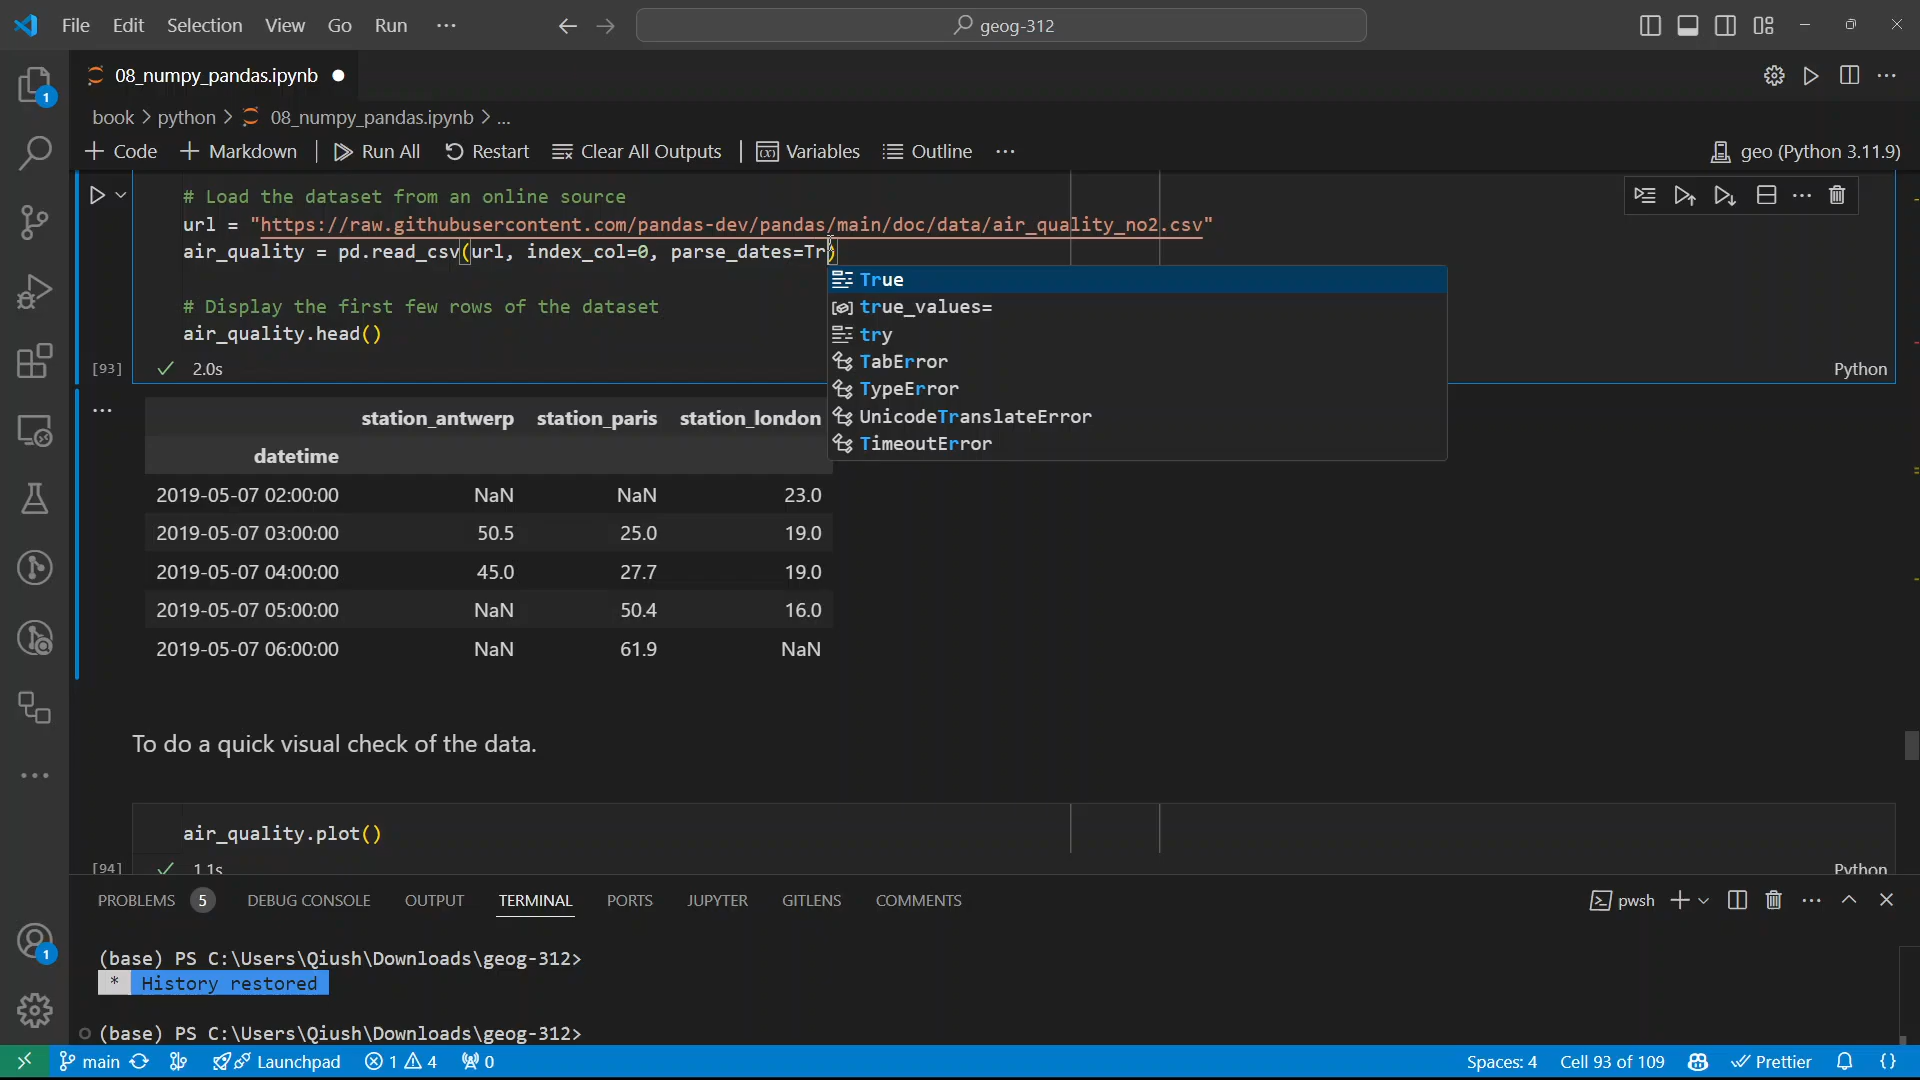 File Edit Selection View Go Run ··· geog-312
08_numpy_pandas.ipynb
book > python > 08_numpy_pandas.ipynb > ...
+ Code + Markdown Run All Restart Clear All Outputs Variables Outline ··· geo (Python 3.11.9)
# Load the dataset from an online source
url = "https://raw.githubusercontent.com/pandas-dev/pandas/main/doc/data/air_quality_no2.csv"
air_quality = pd.read_csv(url, index_col=0, parse_dates=Tr)
True
true_values=
try
TabError
TypeError
UnicodeTranslateError
TimeoutError
# Display the first few rows of the dataset
air_quality.head()
[93] 2.0s Python
station_antwerp station_paris station_london
datetime
2019-05-07 02:00:00 NaN NaN 23.0
2019-05-07 03:00:00 50.5 25.0 19.0
2019-05-07 04:00:00 45.0 27.7 19.0
2019-05-07 05:00:00 NaN 50.4 16.0
2019-05-07 06:00:00 NaN 61.9 NaN
To do a quick visual check of the data.
air_quality.plot()
[94] 1.1s Python
PROBLEMS 5 DEBUG CONSOLE OUTPUT TERMINAL PORTS JUPYTER GITLENS COMMENTS pwsh
(base) PS C:\Users\Qiush\Downloads\geog-312>
* History restored
(base) PS C:\Users\Qiush\Downloads\geog-312>
main Launchpad 1 4 0 Spaces: 4 Cell 93 of 109 Prettier {}
1
1